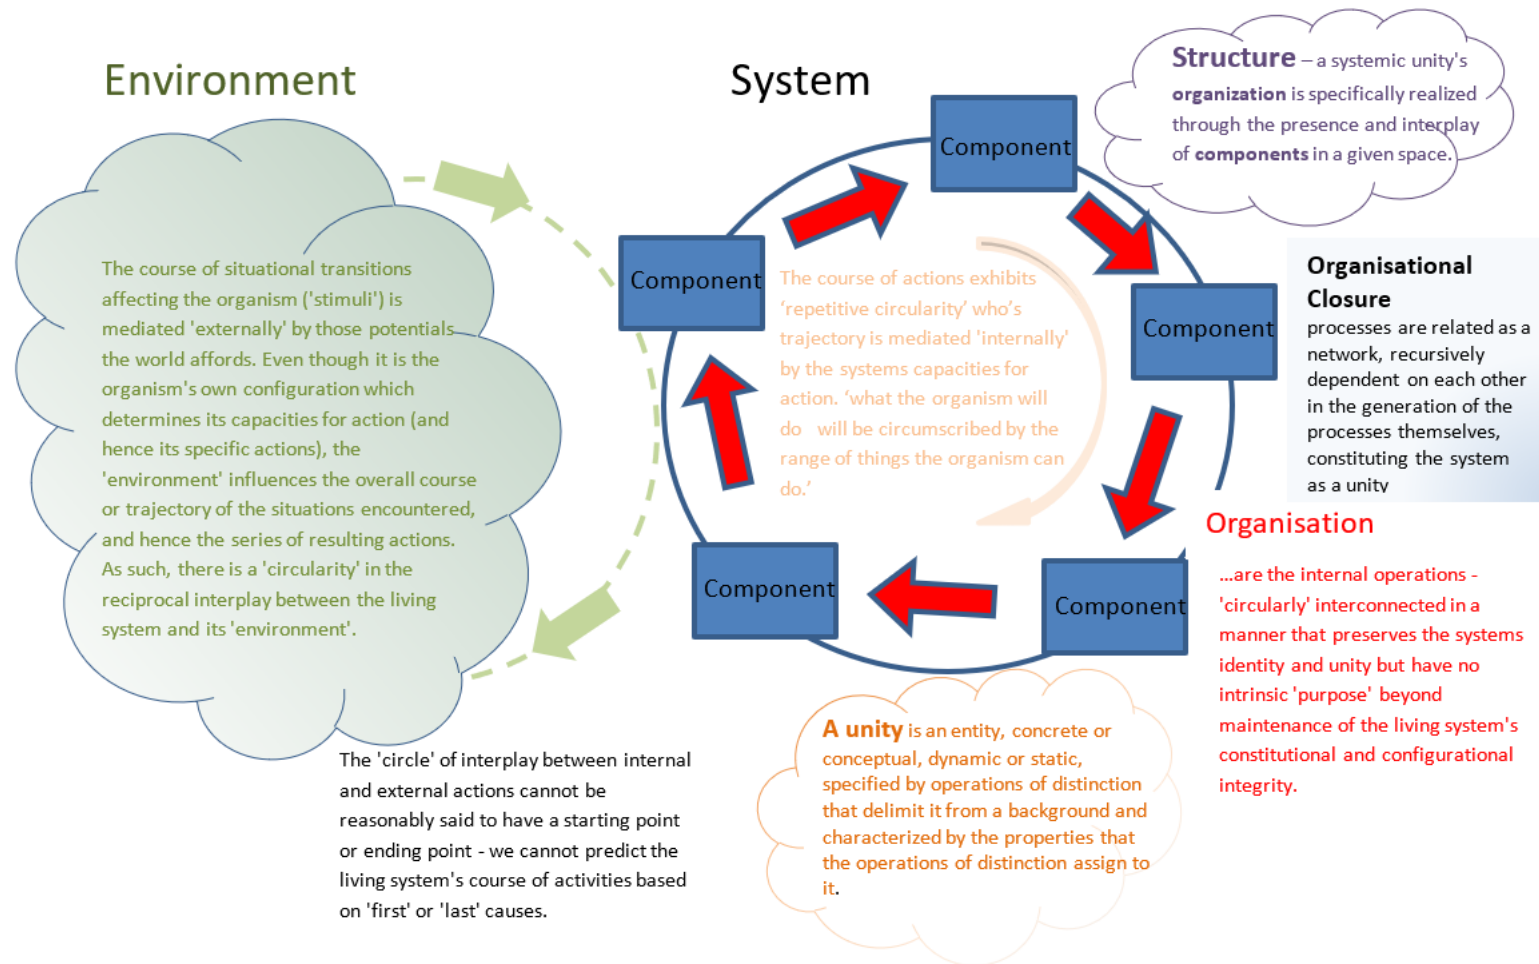 Environment
System
Structure – a systemic unity's
organization is specifically realized
through the presence and interplay
of components in a given space.
Component
Component
Component
Component
Component
The course of situational transitions
affecting the organism ('stimuli') is
mediated 'externally' by those potentials
the world affords. Even though it is the
organism's own configuration which
determines its capacities for action (and
hence its specific actions), the
'environment' influences the overall course
or trajectory of the situations encountered,
and hence the series of resulting actions.
As such, there is a 'circularity' in the
reciprocal interplay between the living
system and its 'environment'.
The course of actions exhibits
‘repetitive circularity’ who’s
trajectory is mediated 'internally'
by the systems capacities for
action. ‘what the organism will
do will be circumscribed by the
range of things the organism can
do.’
Organisational
Closure
processes are related as a
network, recursively
dependent on each other
in the generation of the
processes themselves,
constituting the system
as a unity
Organisation
...are the internal operations -
'circularly' interconnected in a
manner that preserves the systems
identity and unity but have no
intrinsic 'purpose' beyond
maintenance of the living system's
constitutional and configurational
integrity.
A unity is an entity, concrete or
conceptual, dynamic or static,
specified by operations of distinction
that delimit it from a background and
characterized by the properties that
the operations of distinction assign to
it.
The 'circle' of interplay between internal
and external actions cannot be
reasonably said to have a starting point
or ending point - we cannot predict the
living system's course of activities based
on 'first' or 'last' causes.